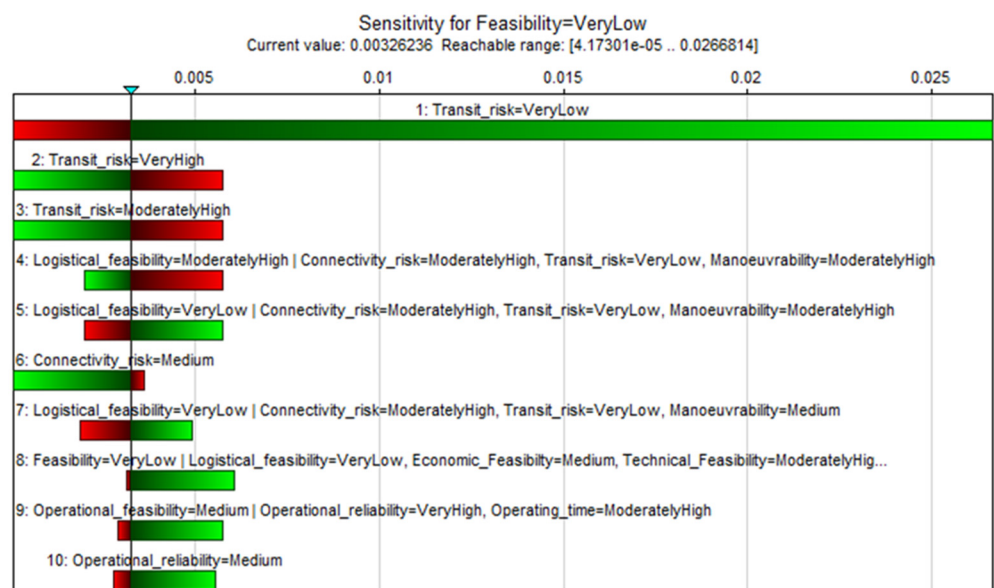 Sensitivity for Feasibility=VeryLow
Current value: 0.00326236 Reachable range: [4.17301e-05 .. 0.0266814]
0.005 0.01 0.015 0.02 0.025
1: Transit_risk=VeryLow
2: Transit_risk=VeryHigh
3: Transit_risk=ModeratelyHigh
4: Logistical_feasibility=ModeratelyHigh | Connectivity_risk=ModeratelyHigh, Transit_risk=VeryLow, Manoeuvrability=ModeratelyHigh
5: Logistical_feasibility=VeryLow | Connectivity_risk=ModeratelyHigh, Transit_risk=VeryLow, Manoeuvrability=ModeratelyHigh
6: Connectivity_risk=Medium
7: Logistical_feasibility=VeryLow | Connectivity_risk=ModeratelyHigh, Transit_risk=VeryLow, Manoeuvrability=Medium
8: Feasibility=VeryLow | Logistical_feasibility=VeryLow, Economic_Feasibilty=Medium, Technical_Feasibility=ModeratelyHig...
9: Operational_feasibility=Medium | Operational_reliability=VeryHigh, Operating_time=ModeratelyHigh
10: Operational_reliability=Medium